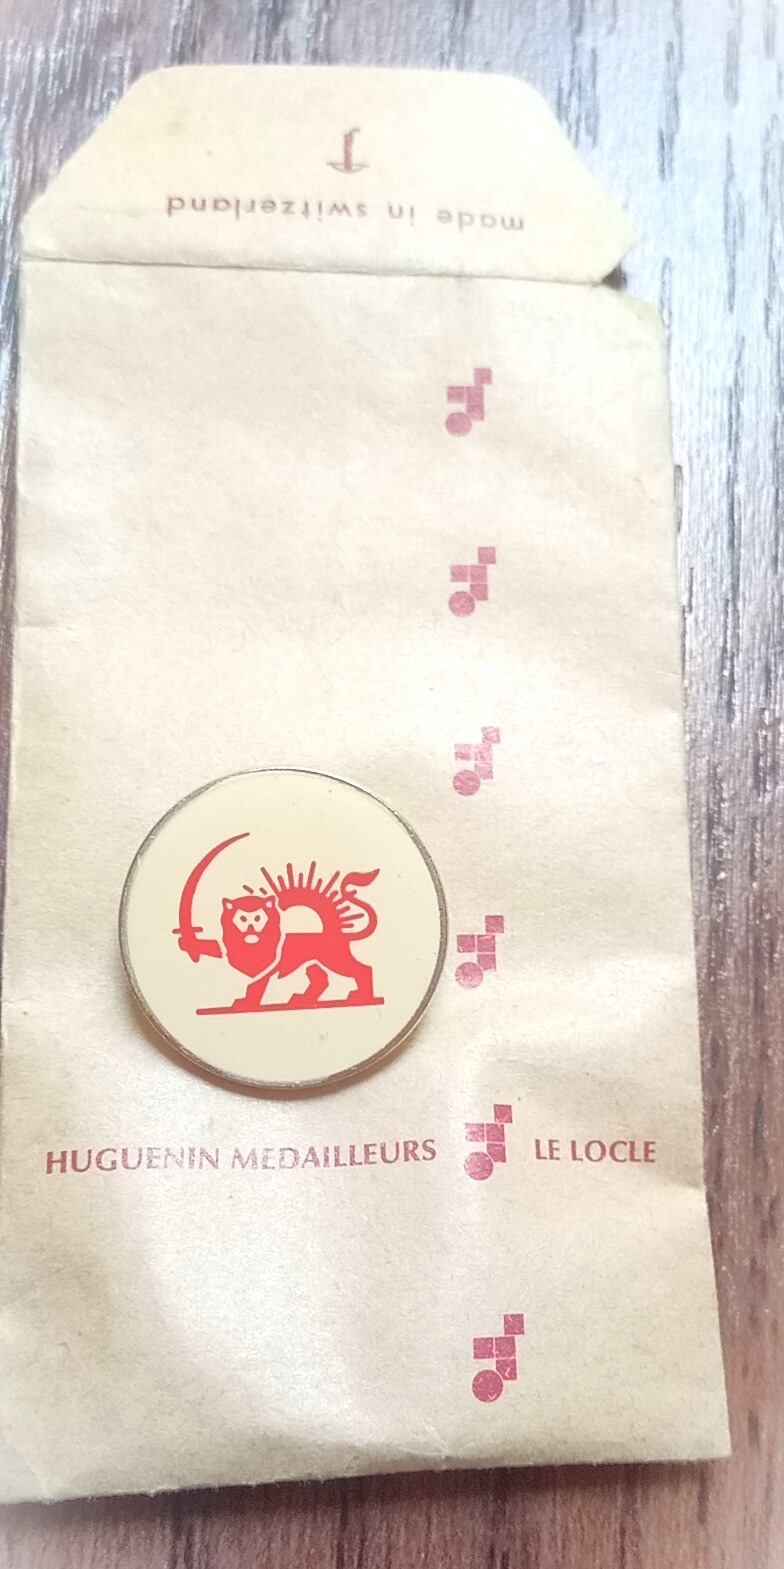 made in switzerland
HUGUENIN MEDAILLEURS LE LOCLE